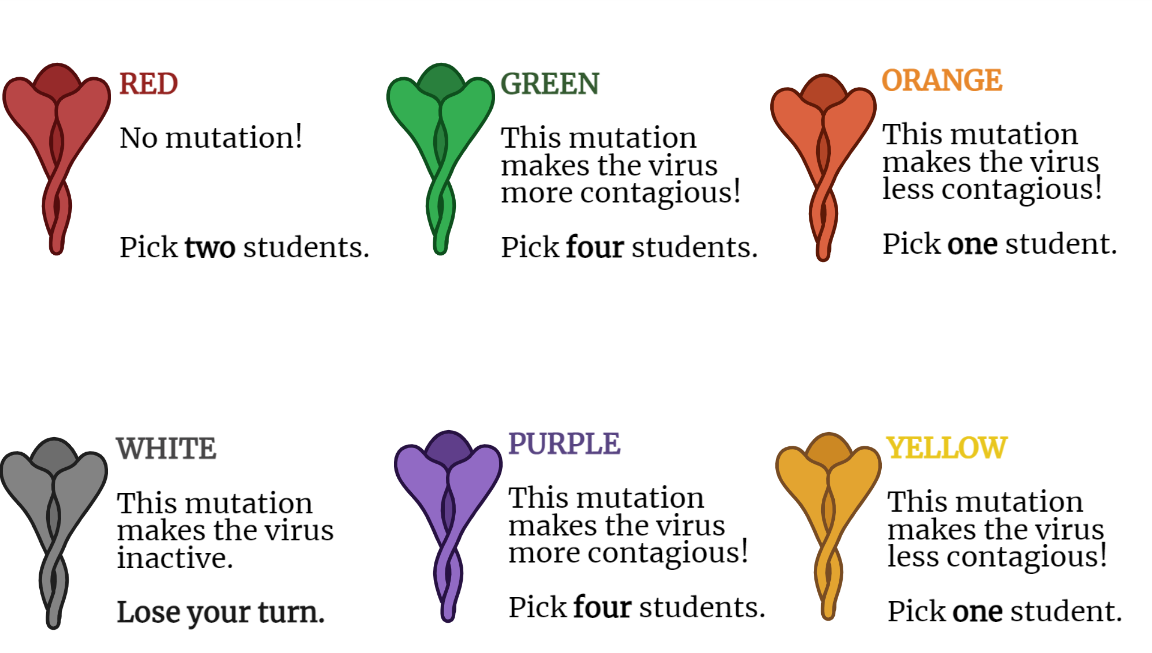 RED
No mutation!
Pick two students.
GREEN
This mutation
makes the virus
more contagious!
Pick four students.
ORANGE
This mutation
makes the virus
less contagious!
Pick one student.
WHITE
This mutation
makes the virus
inactive.
Lose your turn.
PURPLE
This mutation
makes the virus
more contagious!
Pick four students.
YELLOW
This mutation
makes the virus
less contagious!
Pick one student.